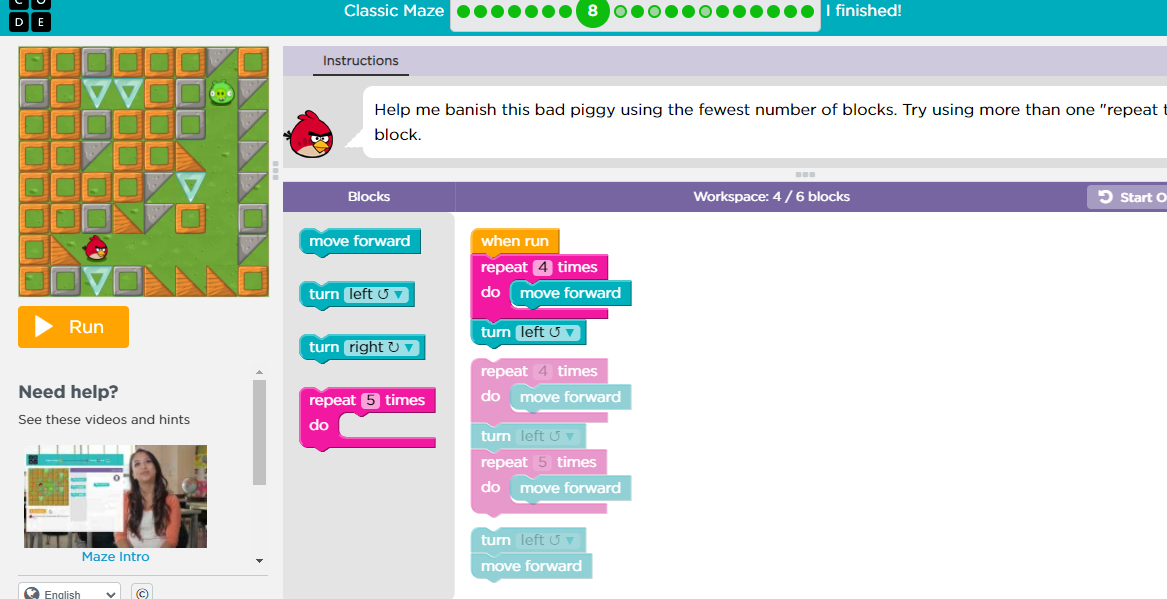 C O
D E
Classic Maze
8
I finished!
Instructions
Help me banish this bad piggy using the fewest number of blocks. Try using more than one "repeat t
block.
Blocks
Workspace: 4 / 6 blocks
Start O
move forward
turn left ↺ ▼
turn right ↻ ▼
repeat 5 times
do
when run
repeat 4 times
do move forward
turn left ↺ ▼
repeat 4 times
do move forward
turn left ↺ ▼
repeat 5 times
do move forward
turn left ↺ ▼
move forward
Run
Need help?
See these videos and hints
Maze Intro
English
©